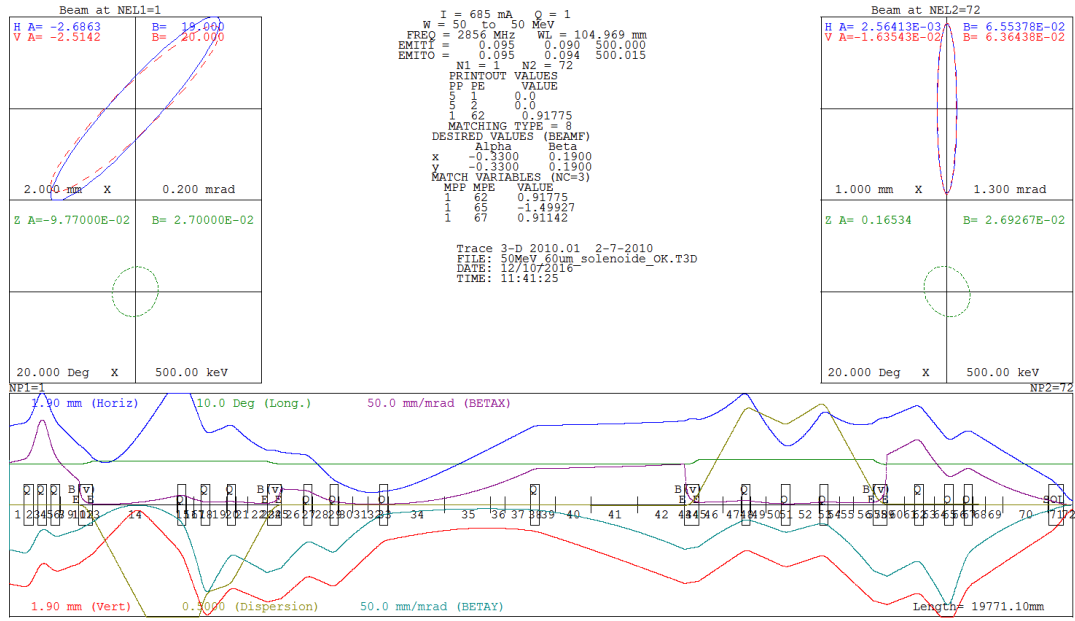 Beam at NEL1=1
H A= -2.6863 B= 19.000
V A= -2.5142 B= 20.000
2.000 mm X 0.200 mrad
Z A=-9.77000E-02 B= 2.70000E-02
20.000 Deg X 500.00 keV
NP1=1
I = 685 mA Q = 1
W = 50 to 50 MeV
FREQ = 2856 MHz WL = 104.969 mm
EMITI = 0.095 0.090 500.000
EMITO = 0.095 0.094 500.015
N1 = 1 N2 = 72
PRINTOUT VALUES
PP PE VALUE
5 1 0.0
5 2 0.0
1 62 0.91775
MATCHING TYPE = 8
DESIRED VALUES (BEAMF)
Alpha Beta
x -0.3300 0.1900
y -0.3300 0.1900
MATCH VARIABLES (NC=3)
MPP MPE VALUE
1 62 0.91775
1 65 -1.49927
1 67 0.91142
Trace 3-D 2010.01 2-7-2010
FILE: 50MeV_60um_solenoide_OK.T3D
DATE: 12/10/2016
TIME: 11:41:25
Beam at NEL2=72
H A= 2.56413E-03 B= 6.55378E-02
V A=-1.63543E-02 B= 6.36438E-02
1.000 mm X 1.300 mrad
Z A= 0.16534 B= 2.69267E-02
20.000 Deg X 500.00 keV
NP2=72
1.90 mm (Horiz) 10.0 Deg (Long.) 50.0 mm/mrad (BETAX)
Q Q Q B (v) Q Q Q B (v) Q Q Q Q B (v) Q Q Q B (v) Q Q Q SOL
E E E E E E E E
14 34 35 36 40 41 42 70
1.90 mm (Vert) 0.5000 (Dispersion) 50.0 mm/mrad (BETAY) Length= 19771.10mm